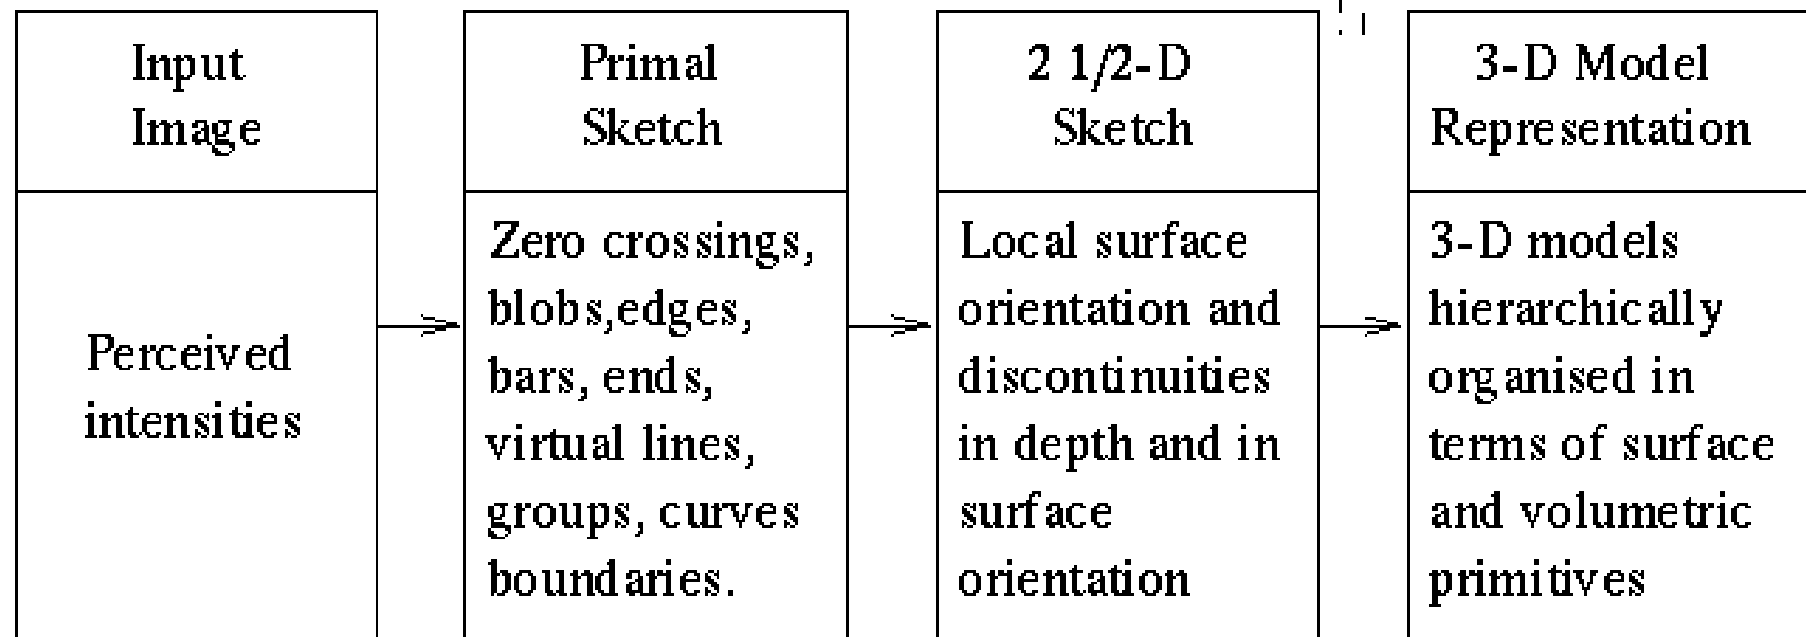 Input
Image
Perceived
intensities
Primal
Sketch
Zero crossings,
blobs,edges,
bars, ends,
virtual lines,
groups, curves
boundaries.
2 1/2-D
Sketch
Local surface
orientation and
discontinuities
in depth and in
surface
orientation
3-D Model
Representation
3-D models
hierarchically
organised in
terms of surface
and volumetric
primitives